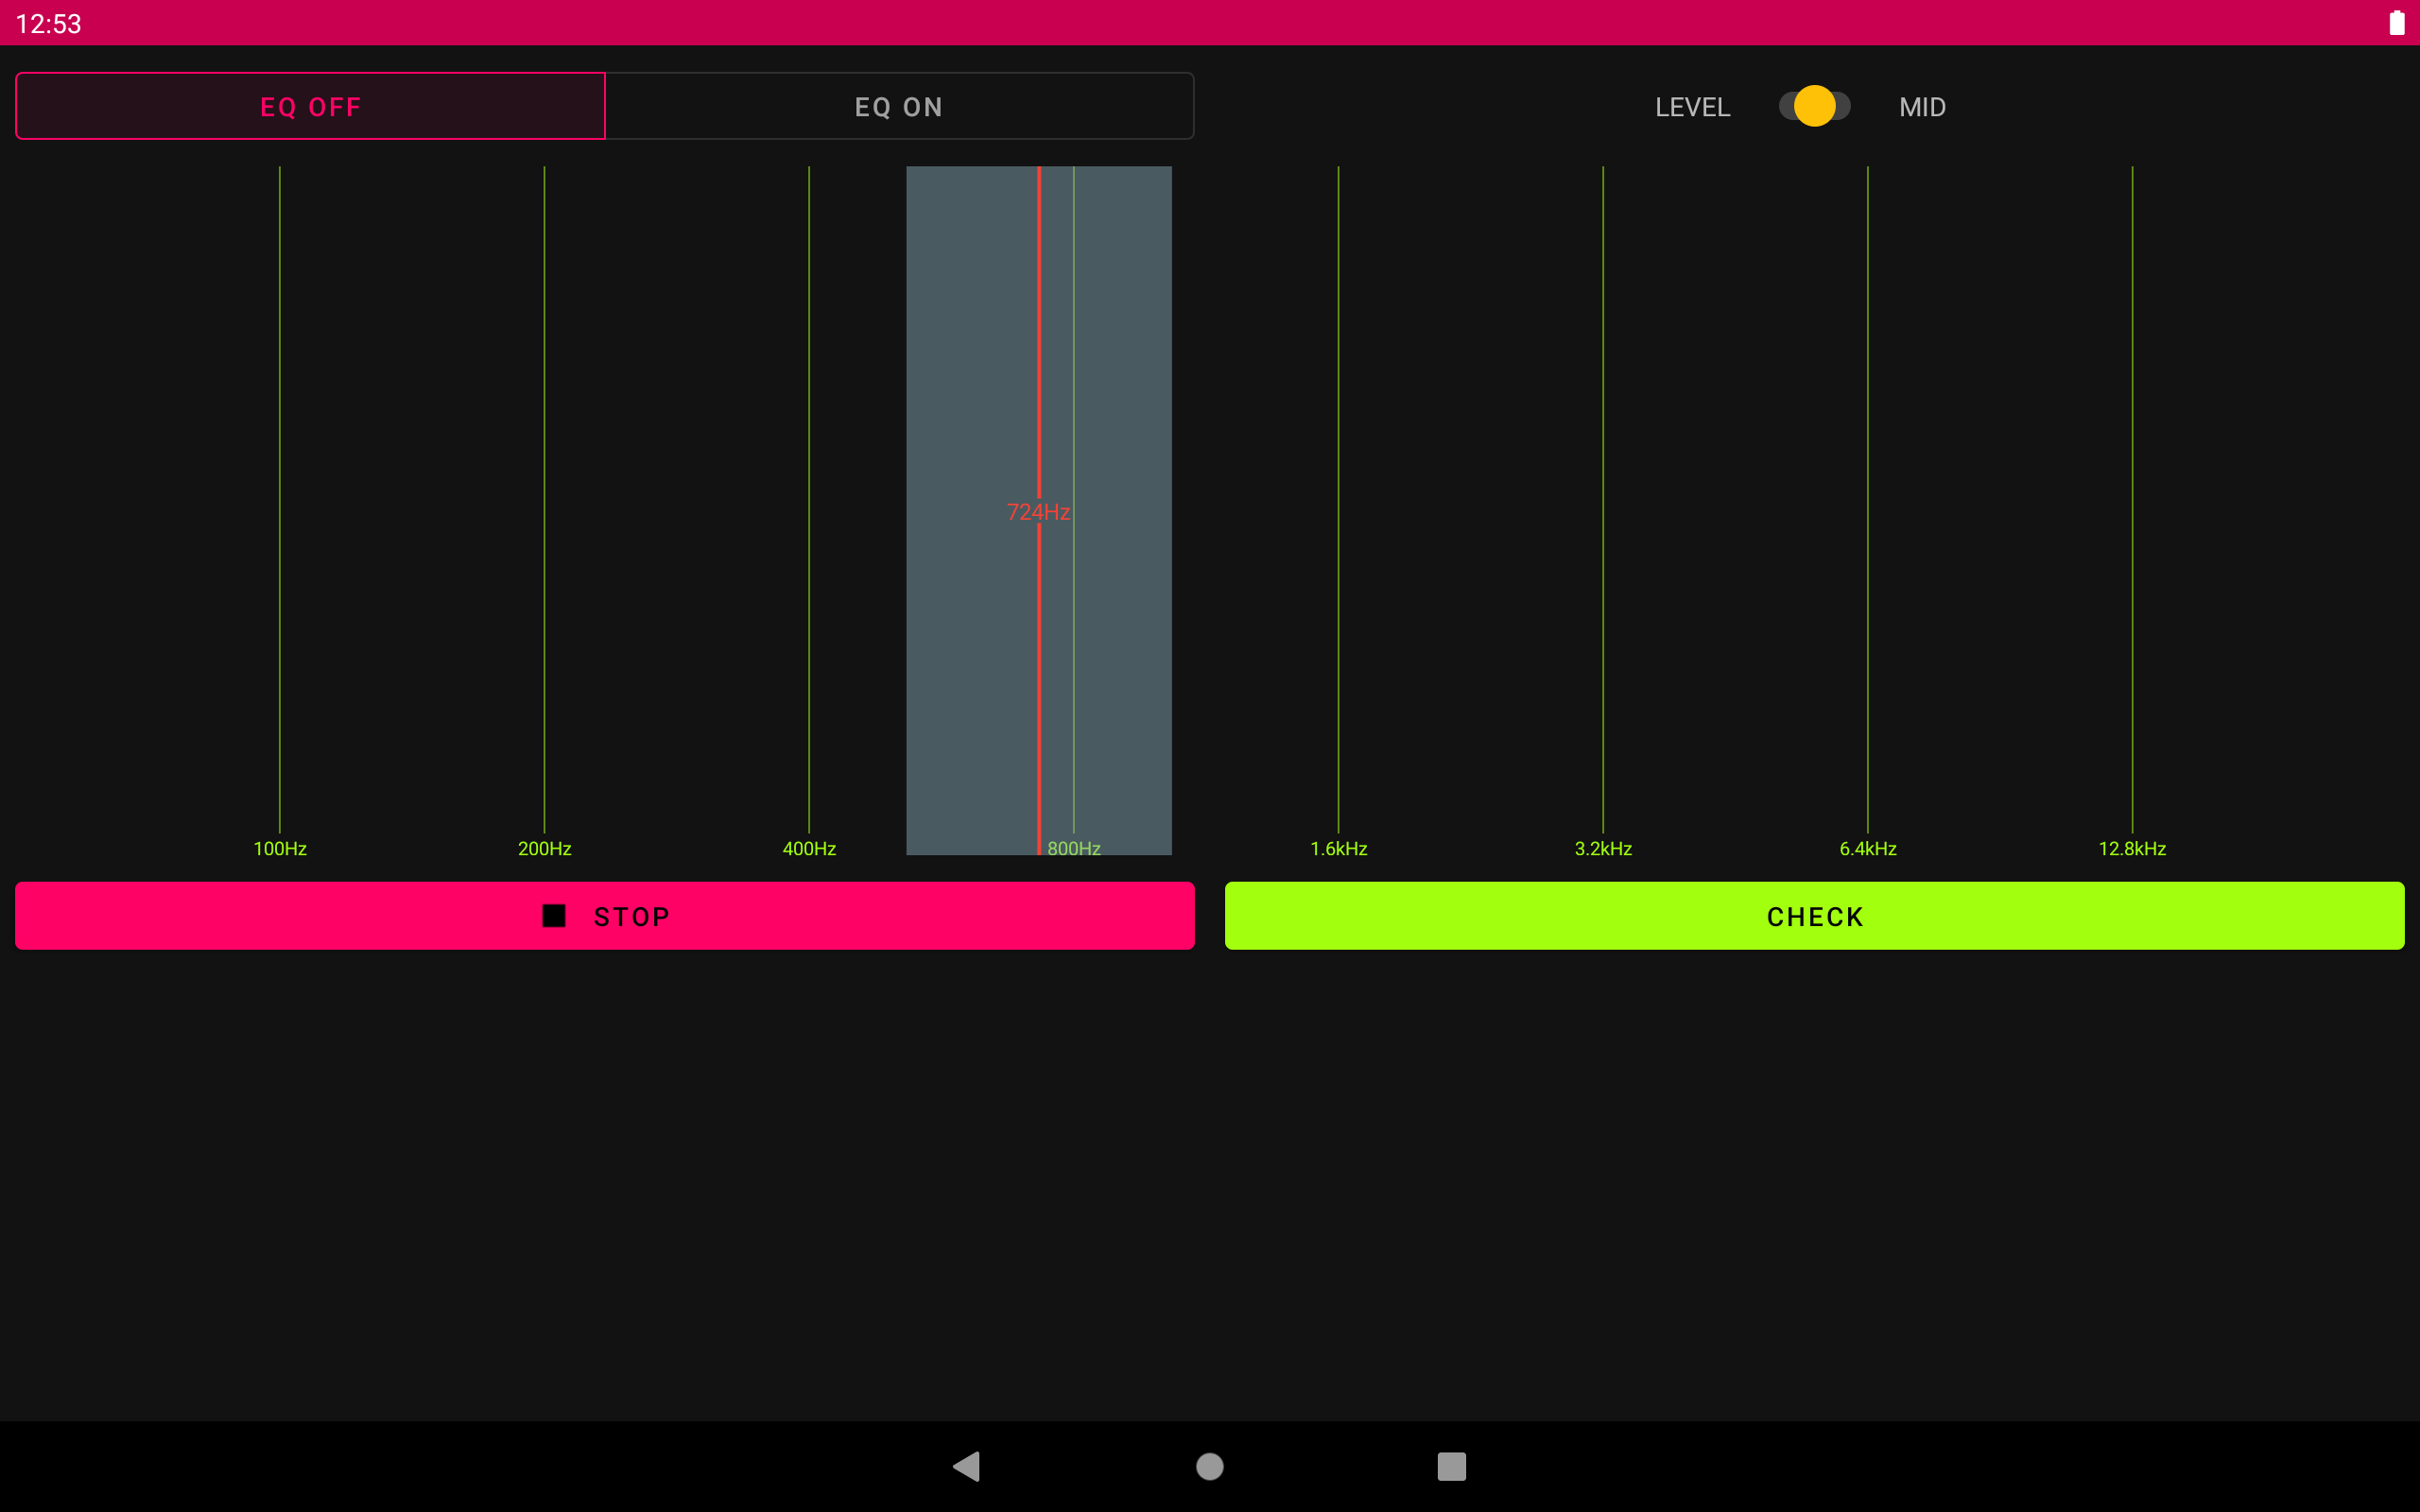 12:53
EQ OFF
EQ ON
LEVEL
MID
724Hz
100Hz
200Hz
400Hz
800Hz
1.6kHz
3.2kHz
6.4kHz
12.8kHz
STOP
CHECK